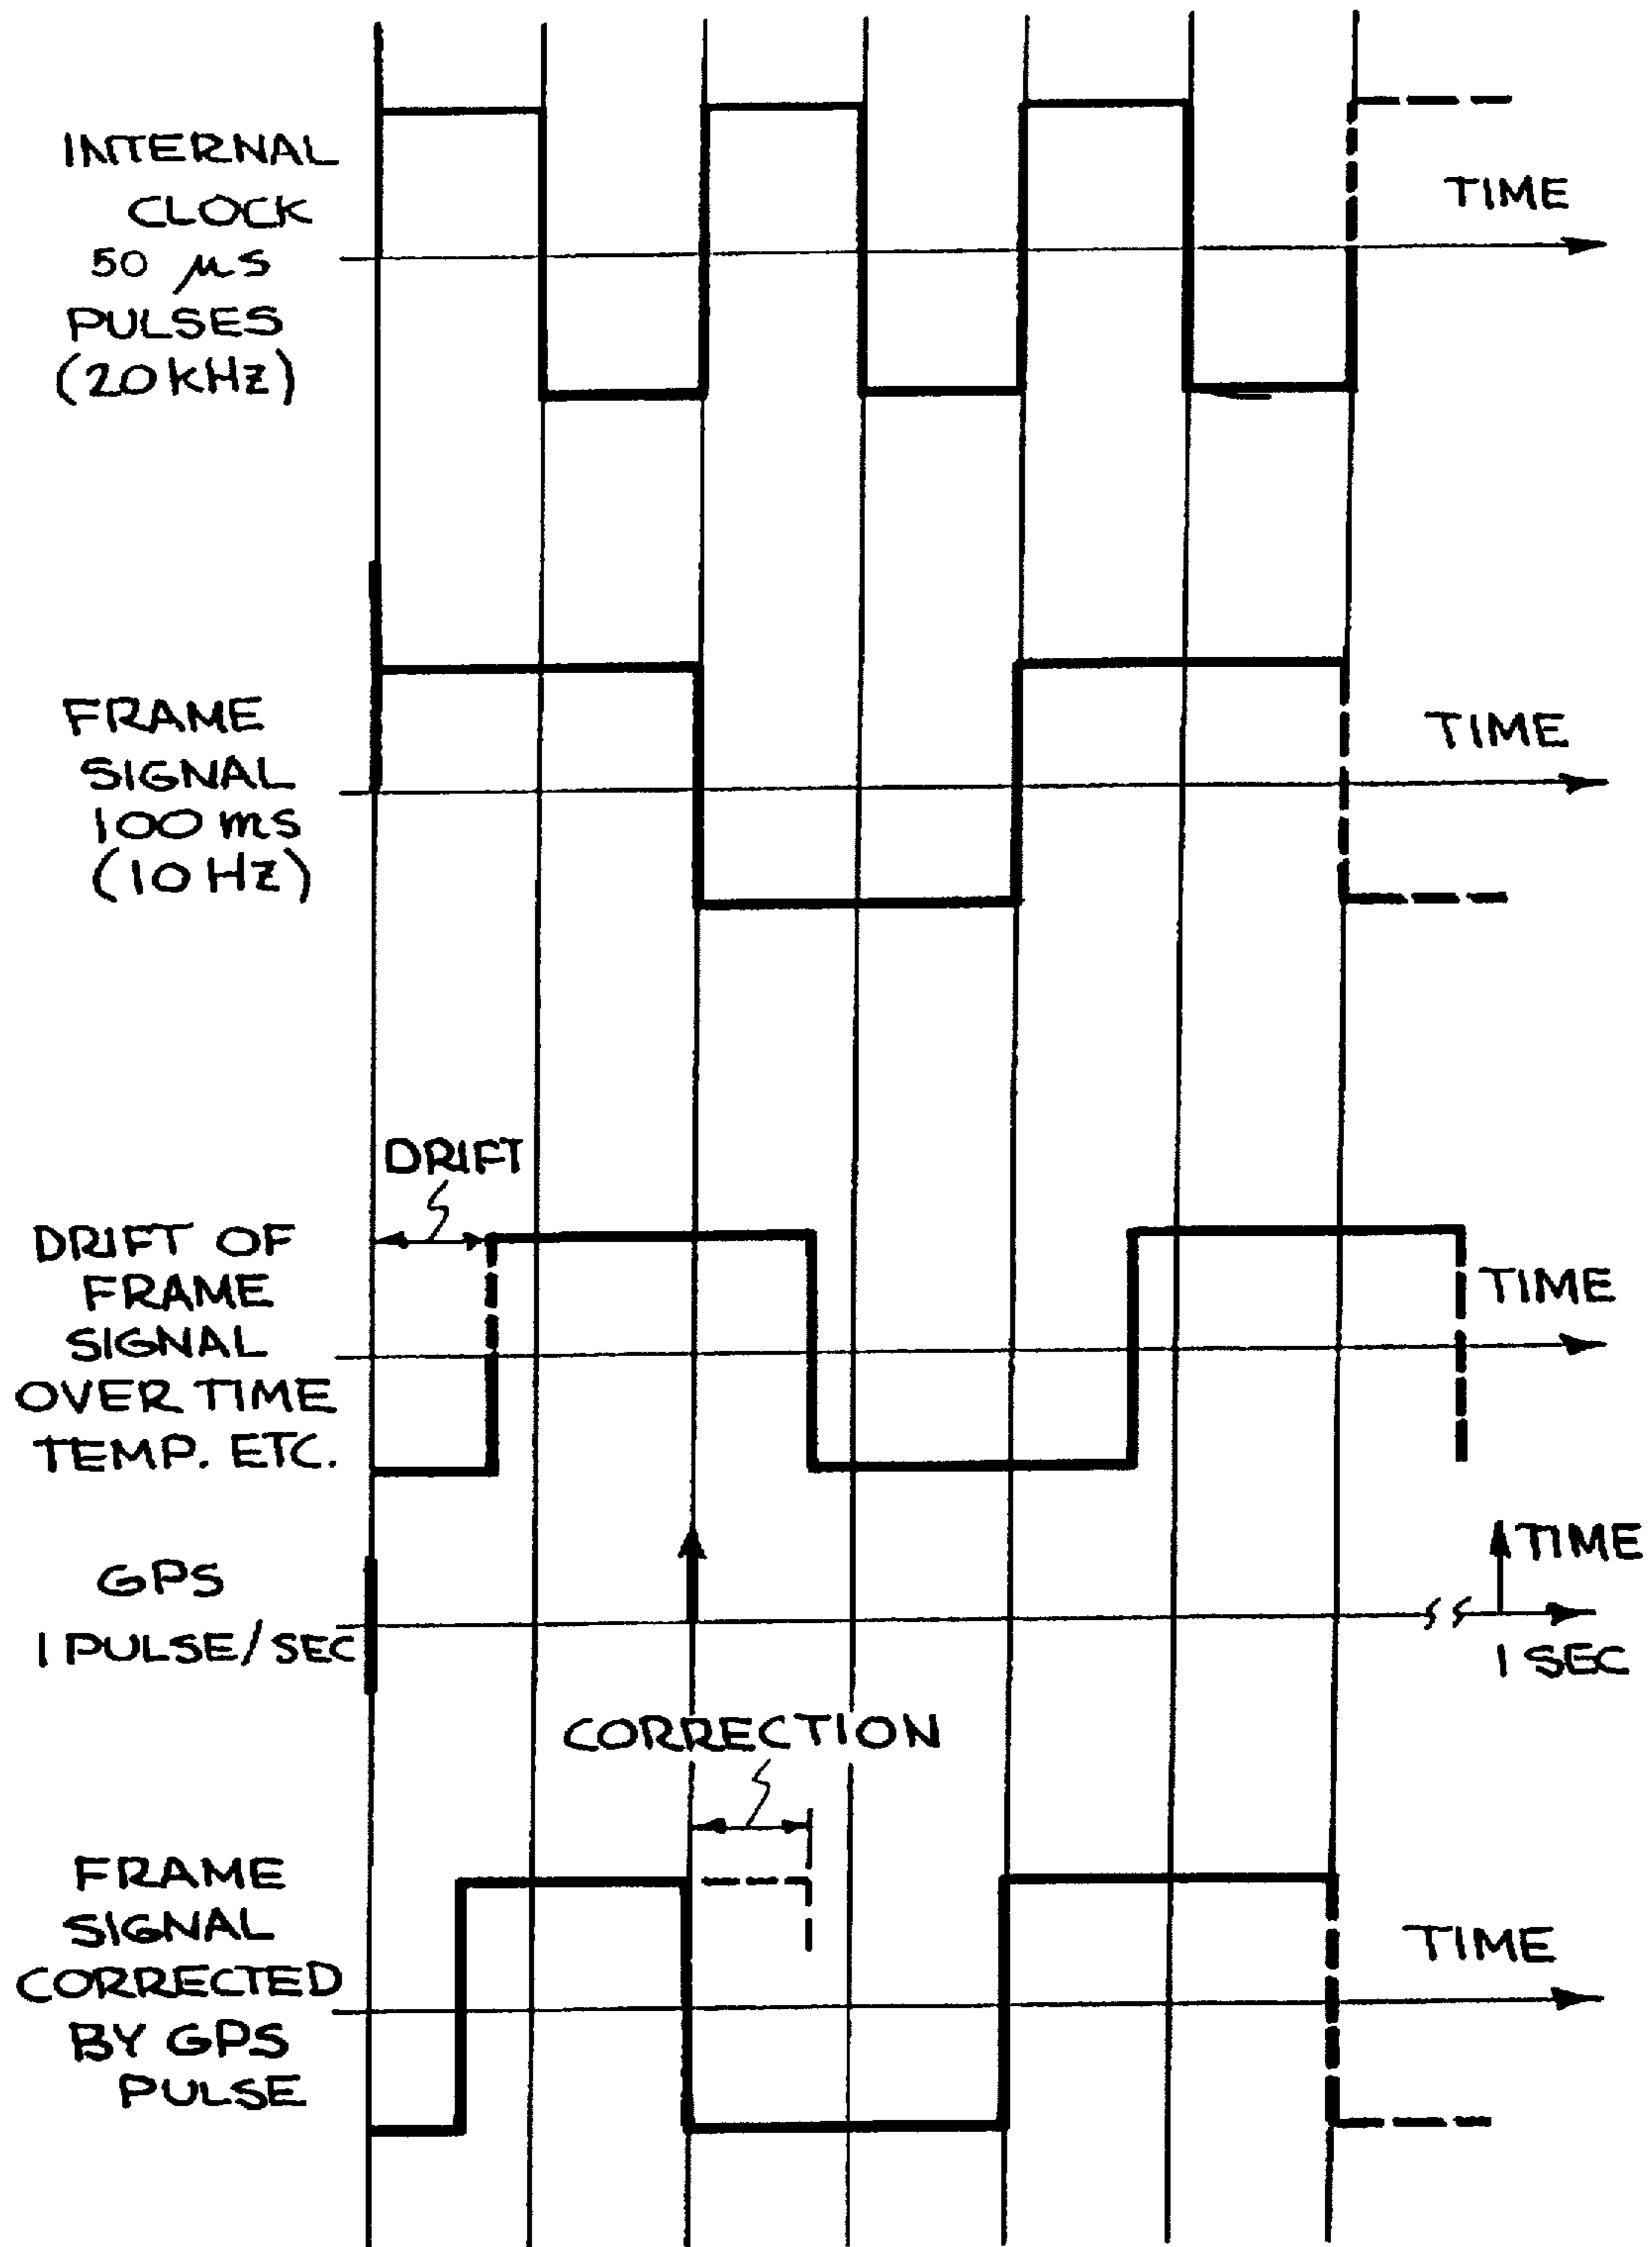 INTERNAL
CLOCK
50 µs
PULSES
(20 kHz)
TIME
FRAME
SIGNAL
100 ms
(10 Hz)
TIME
DRIFT
DRIFT OF
FRAME
SIGNAL
OVER TIME
TEMP. ETC.
TIME
GPS
1 PULSE/SEC
TIME
1 SEC
CORRECTION
FRAME
SIGNAL
CORRECTED
BY GPS
PULSE
TIME